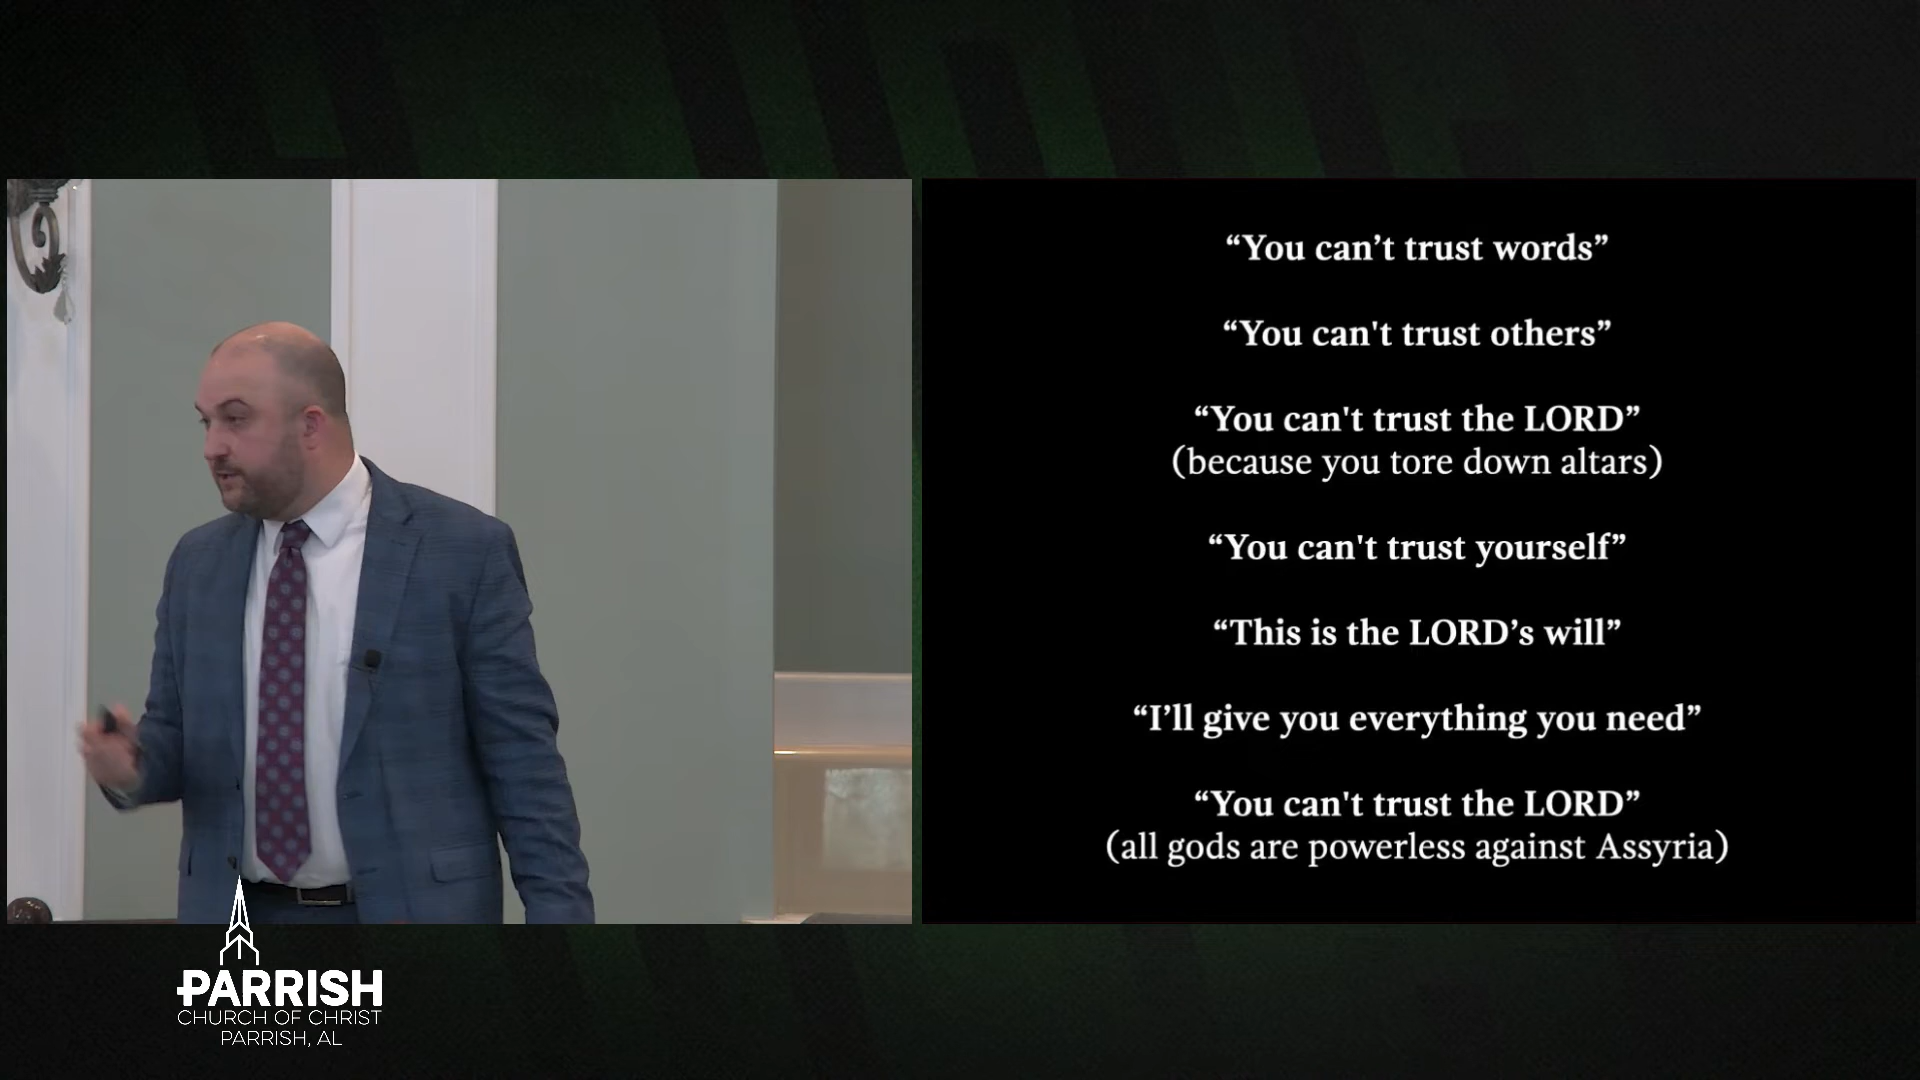 “You can’t trust words”
“You can't trust others”
“You can't trust the LORD”
(because you tore down altars)
“You can't trust yourself”
“This is the LORD’s will”
“I’ll give you everything you need”
“You can't trust the LORD”
(all gods are powerless against Assyria)
PARRISH
CHURCH OF CHRIST
PARRISH, AL